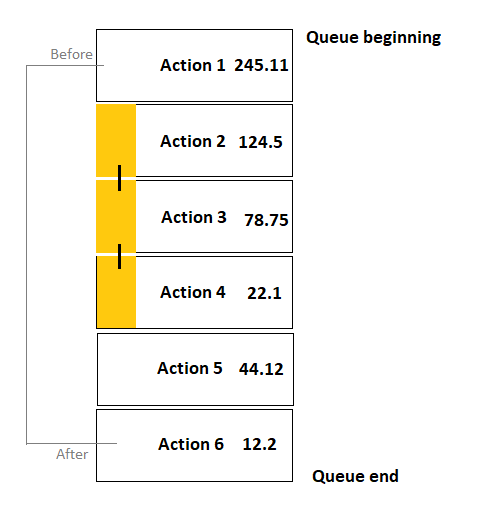 Queue beginning
Before
Action 1 245.11
Action 2 124.5
Action 3 78.75
Action 4 22.1
Action 5 44.12
Action 6 12.2
After
Queue end